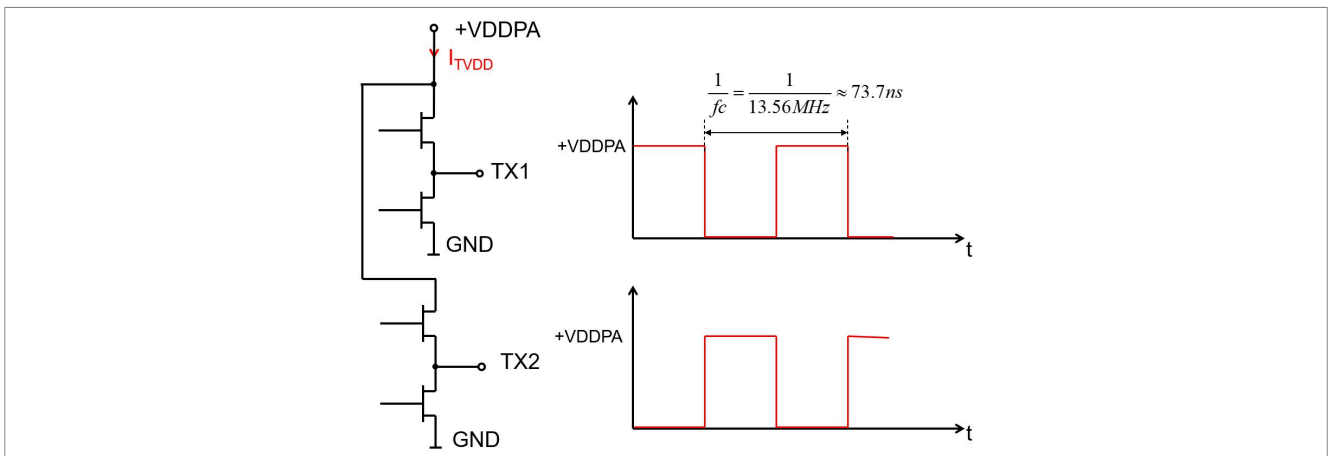 +VDDPA
I_TVDD
TX1
GND
TX2
GND
1/fc = 1/13.56MHz ≈ 73.7ns
+VDDPA
t
+VDDPA
t